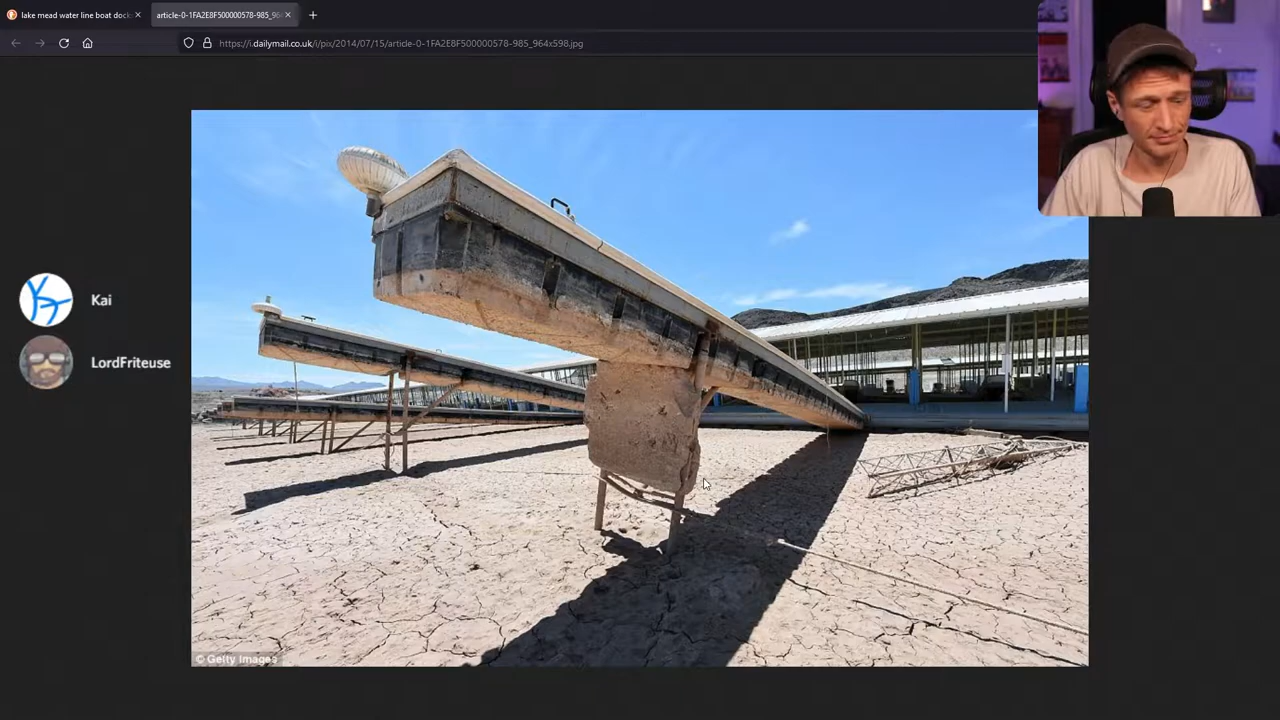 lake mead water line boat dock
article-0-1FA2E8F500000578-985_96
https://i.dailymail.co.uk/i/pix/2014/07/15/article-0-1FA2E8F500000578-985_964x598.jpg
Kai
LordFriteuse
© Getty Images